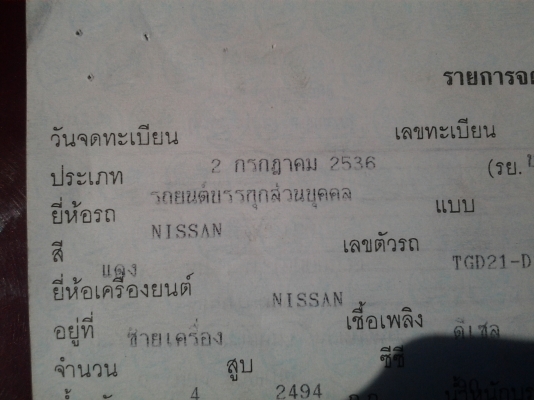 รายการจด
วันจดทะเบียน 2 กรกฎาคม 2536 เลขทะเบียน
ประเภท รถยนต์บรรทุกส่วนบุคคล (รย.
ยี่ห้อรถ NISSAN แบบ
สี แดง เลขตัวรถ TGD21-D
ยี่ห้อเครื่องยนต์ NISSAN
อยู่ที่ ซ้ายเครื่อง เชื้อเพลิง ดีเซล
จำนวน 4 สูบ 2494 ซีซี